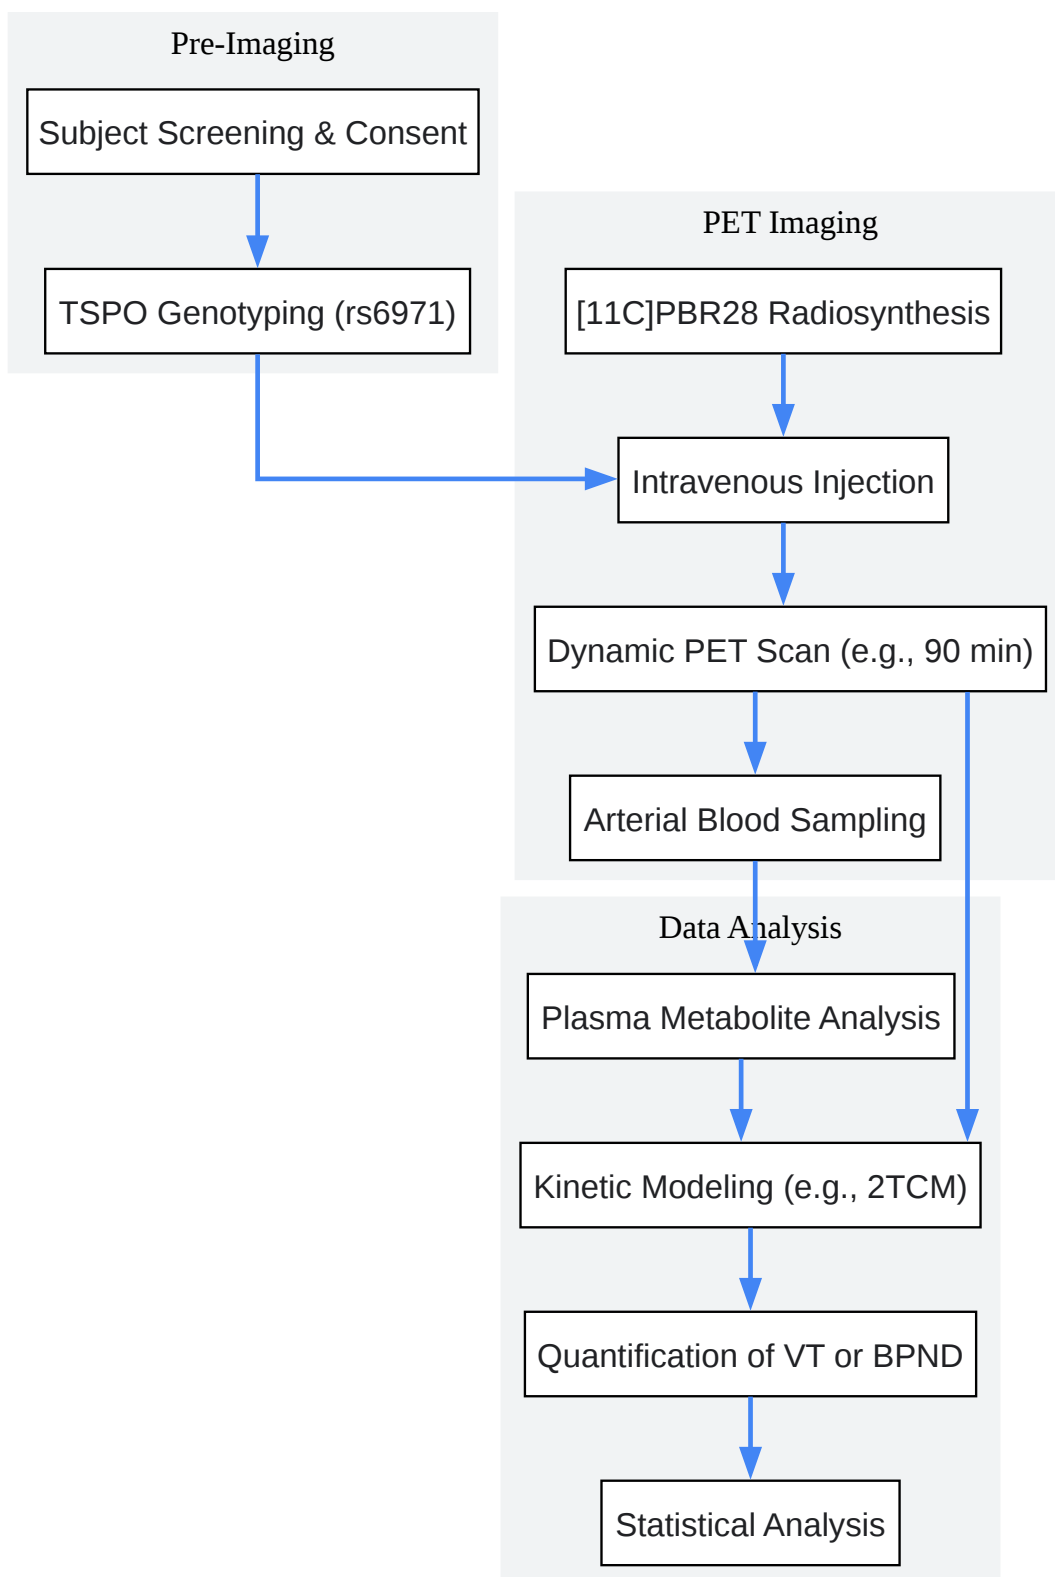 Pre-Imaging
Subject Screening & Consent
TSPO Genotyping (rs6971)
PET Imaging
[11C]PBR28 Radiosynthesis
Intravenous Injection
Dynamic PET Scan (e.g., 90 min)
Arterial Blood Sampling
Data Analysis
Plasma Metabolite Analysis
Kinetic Modeling (e.g., 2TCM)
Quantification of VT or BPND
Statistical Analysis